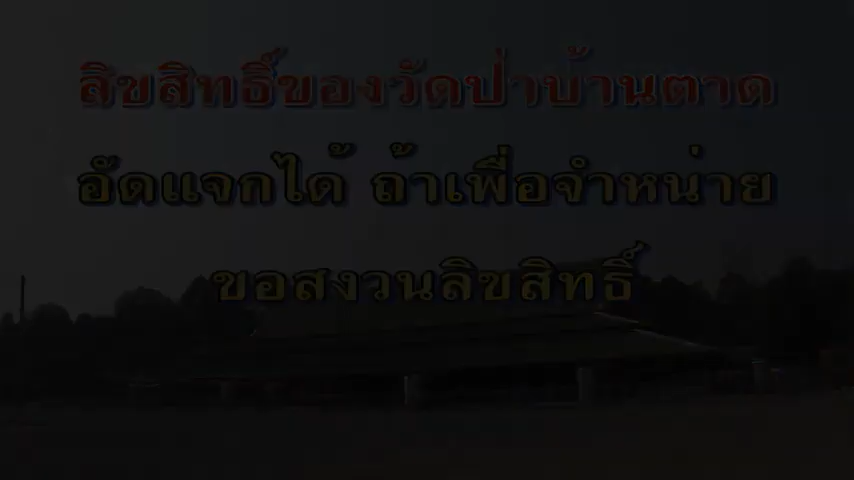 ลิขสิทธิ์ของวัดป่าบ้านตาด
อัดแจกได้ ถ้าเพื่อจำหน่าย
ขอสงวนลิขสิทธิ์